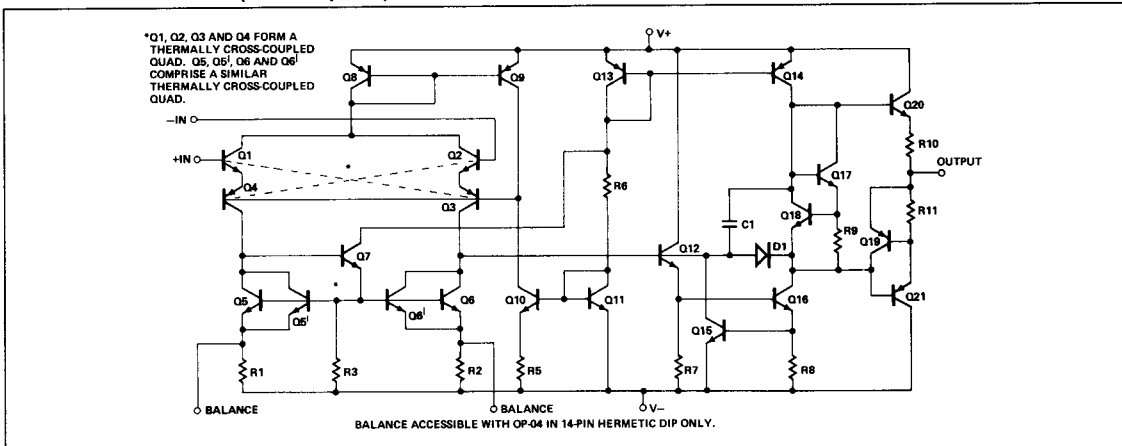 *Q1, Q2, Q3 AND Q4 FORM A
THERMALLY CROSS-COUPLED
QUAD. Q5, Q5', Q6 AND Q6'
COMPRISE A SIMILAR
THERMALLY CROSS-COUPLED
QUAD.
V+
Q8
Q9
Q13
Q14
Q20
-IN
R10
+IN
Q1
*
Q2
OUTPUT
Q17
Q4
Q3
R6
R11
C1
Q18
Q19
R9
Q7
Q12
D1
*
Q5
Q5'
Q6'
Q6
Q10
Q11
Q16
Q21
Q15
R1
R3
R2
R5
R7
R8
BALANCE
BALANCE
V-
BALANCE ACCESSIBLE WITH OP-04 IN 14-PIN HERMETIC DIP ONLY.